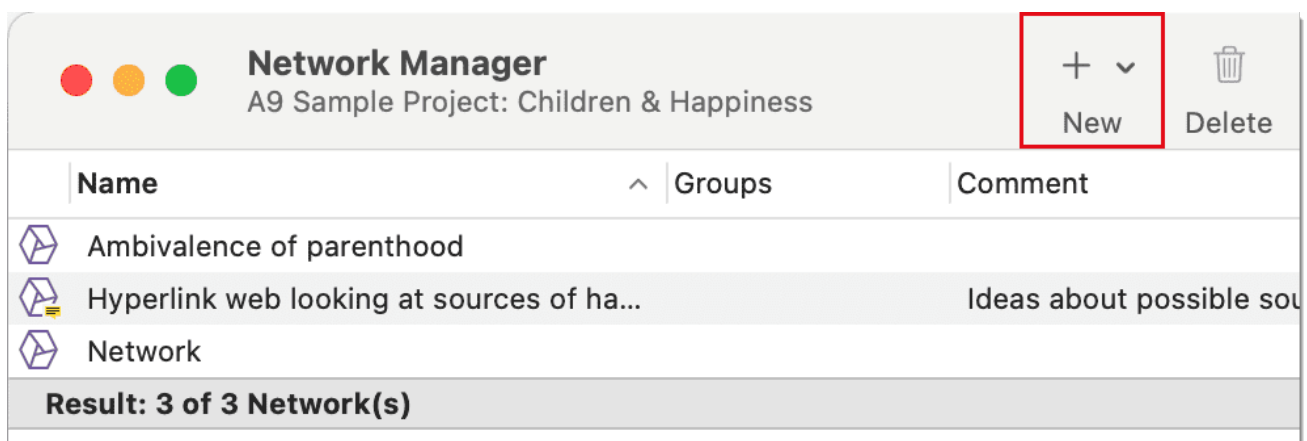 Network Manager
A9 Sample Project: Children & Happiness
New
Delete
Name
Groups
Comment
Ambivalence of parenthood
Hyperlink web looking at sources of ha...
Ideas about possible
Network
Result: 3 of 3 Network(s)